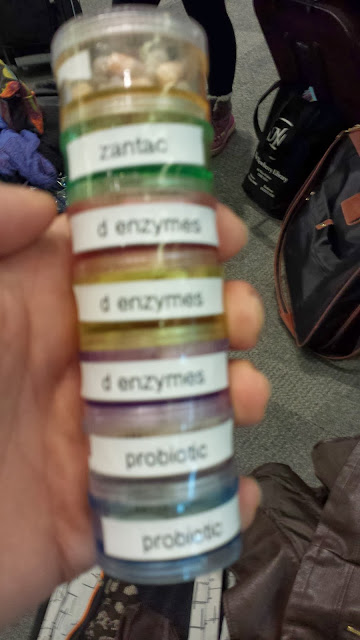 zantac
d enzymes
d enzymes
d enzymes
probiotic
probiotic